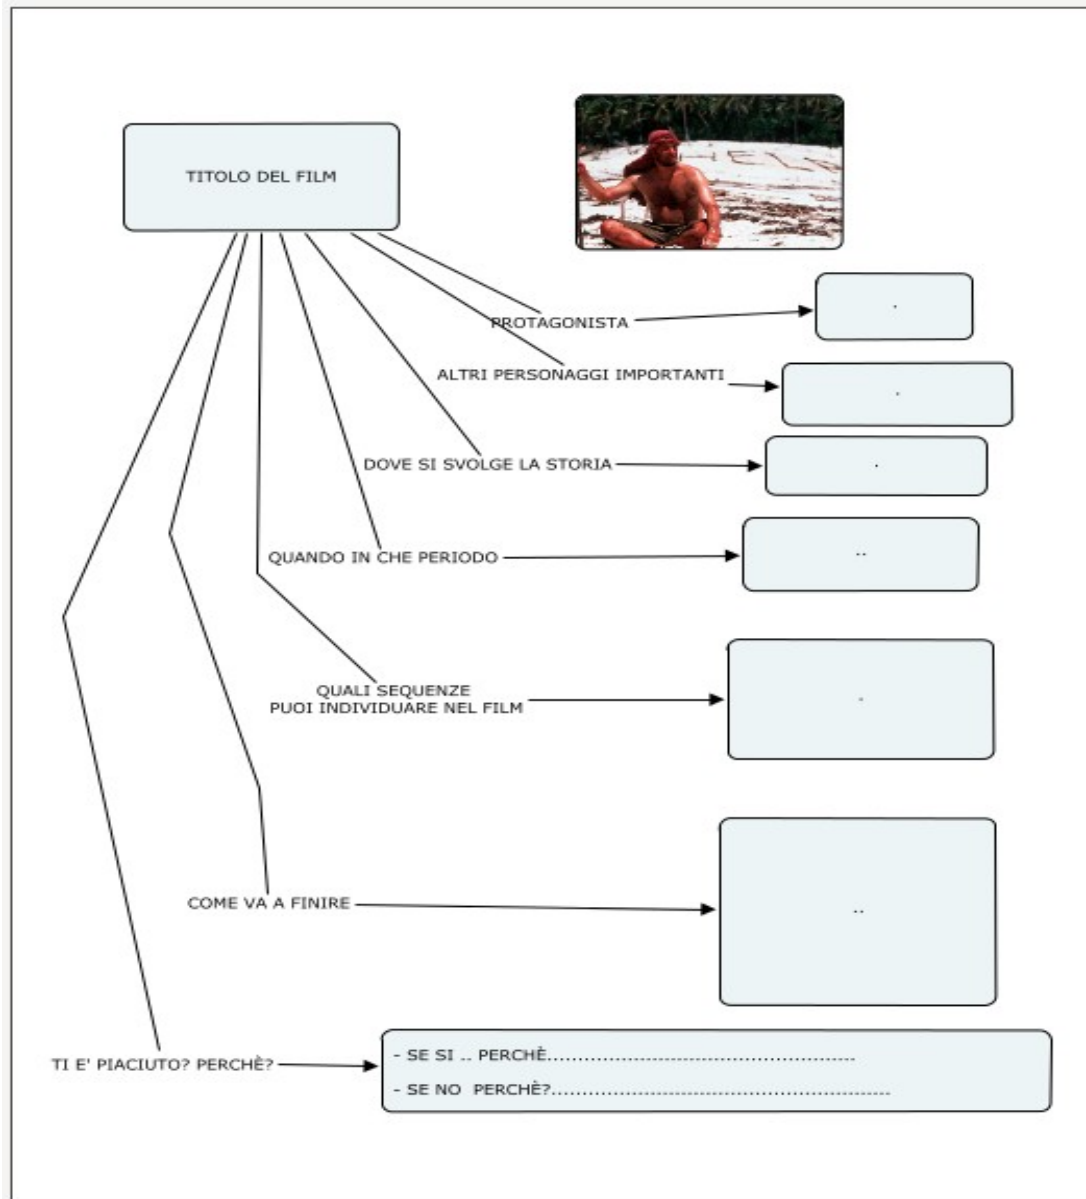 TITOLO DEL FILM
HELP
PROTAGONISTA
.
ALTRI PERSONAGGI IMPORTANTI
.
DOVE SI SVOLGE LA STORIA
.
QUANDO IN CHE PERIODO
..
QUALI SEQUENZE
PUOI INDIVIDUARE NEL FILM
.
COME VA A FINIRE
..
TI E' PIACIUTO? PERCHÈ?
- SE SI .. PERCHÈ..................................................
- SE NO  PERCHÈ?.......................................................